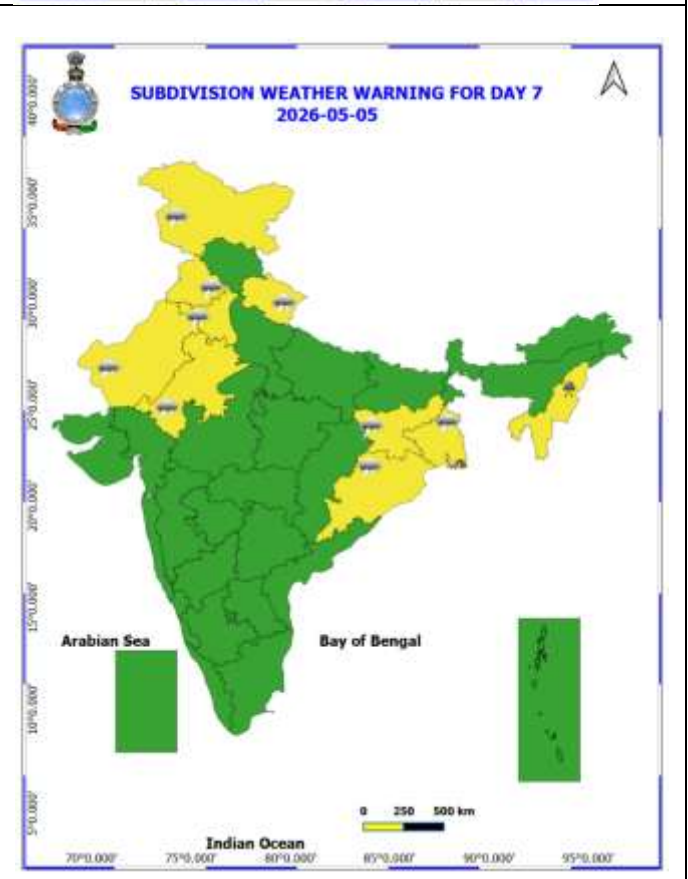 SUBDIVISION WEATHER WARNING FOR DAY 7
2026-05-05
40°0.000'
35°0.000'
30°0.000'
25°0.000'
20°0.000'
15°0.000'
10°0.000'
5°0.000'
Arabian Sea
Bay of Bengal
0 250 500 km
Indian Ocean
70°0.000' 75°0.000' 80°0.000' 85°0.000' 90°0.000' 95°0.000'